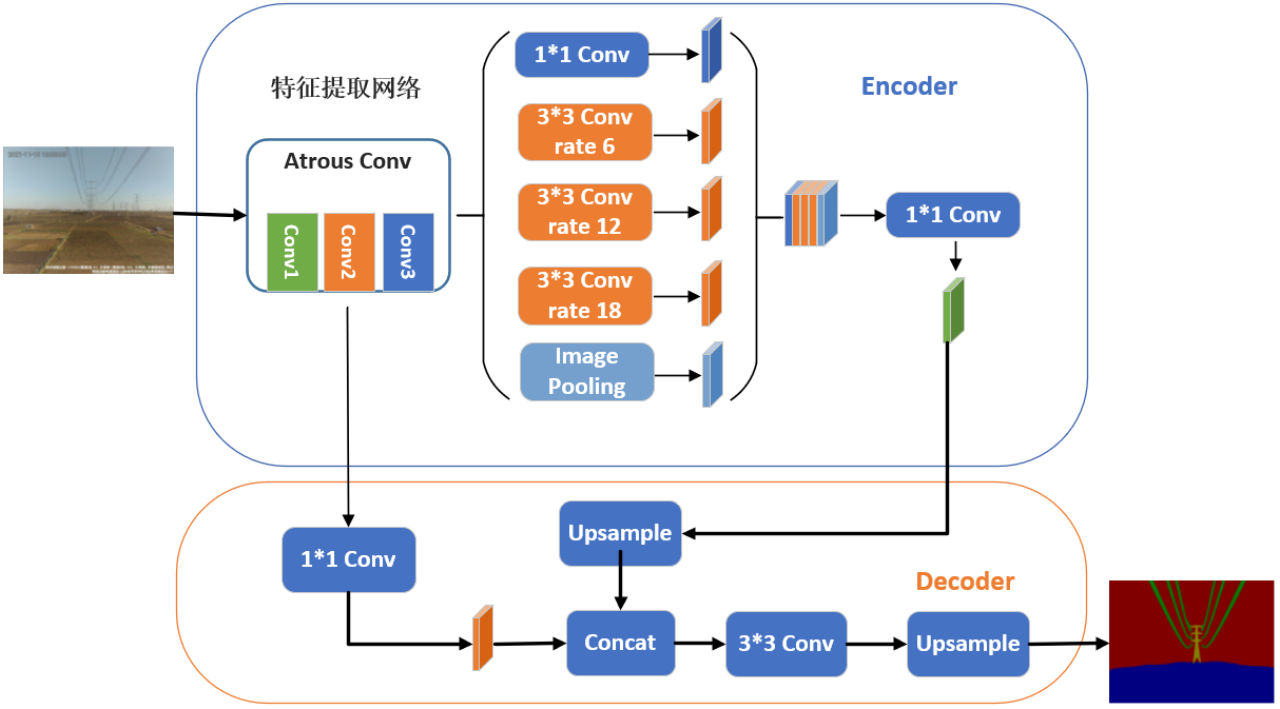 特征提取网络
Atrous Conv
Conv1
Conv2
Conv3
1*1 Conv
3*3 Conv
rate 6
3*3 Conv
rate 12
3*3 Conv
rate 18
Image
Pooling
Encoder
1*1 Conv
1*1 Conv
Upsample
Decoder
Concat
3*3 Conv
Upsample